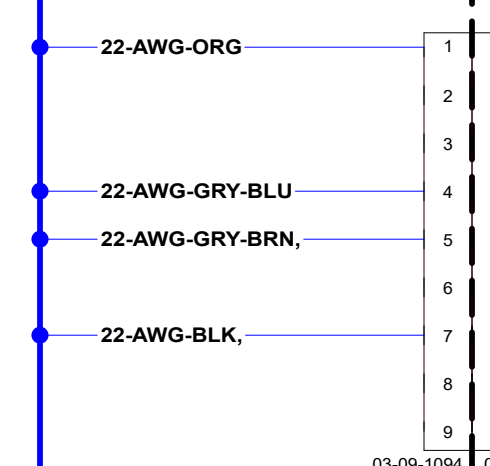 22-AWG-ORG 1
2
3
22-AWG-GRY-BLU 4
22-AWG-GRY-BRN, 5
6
22-AWG-BLK, 7
8
9
03-09-1094